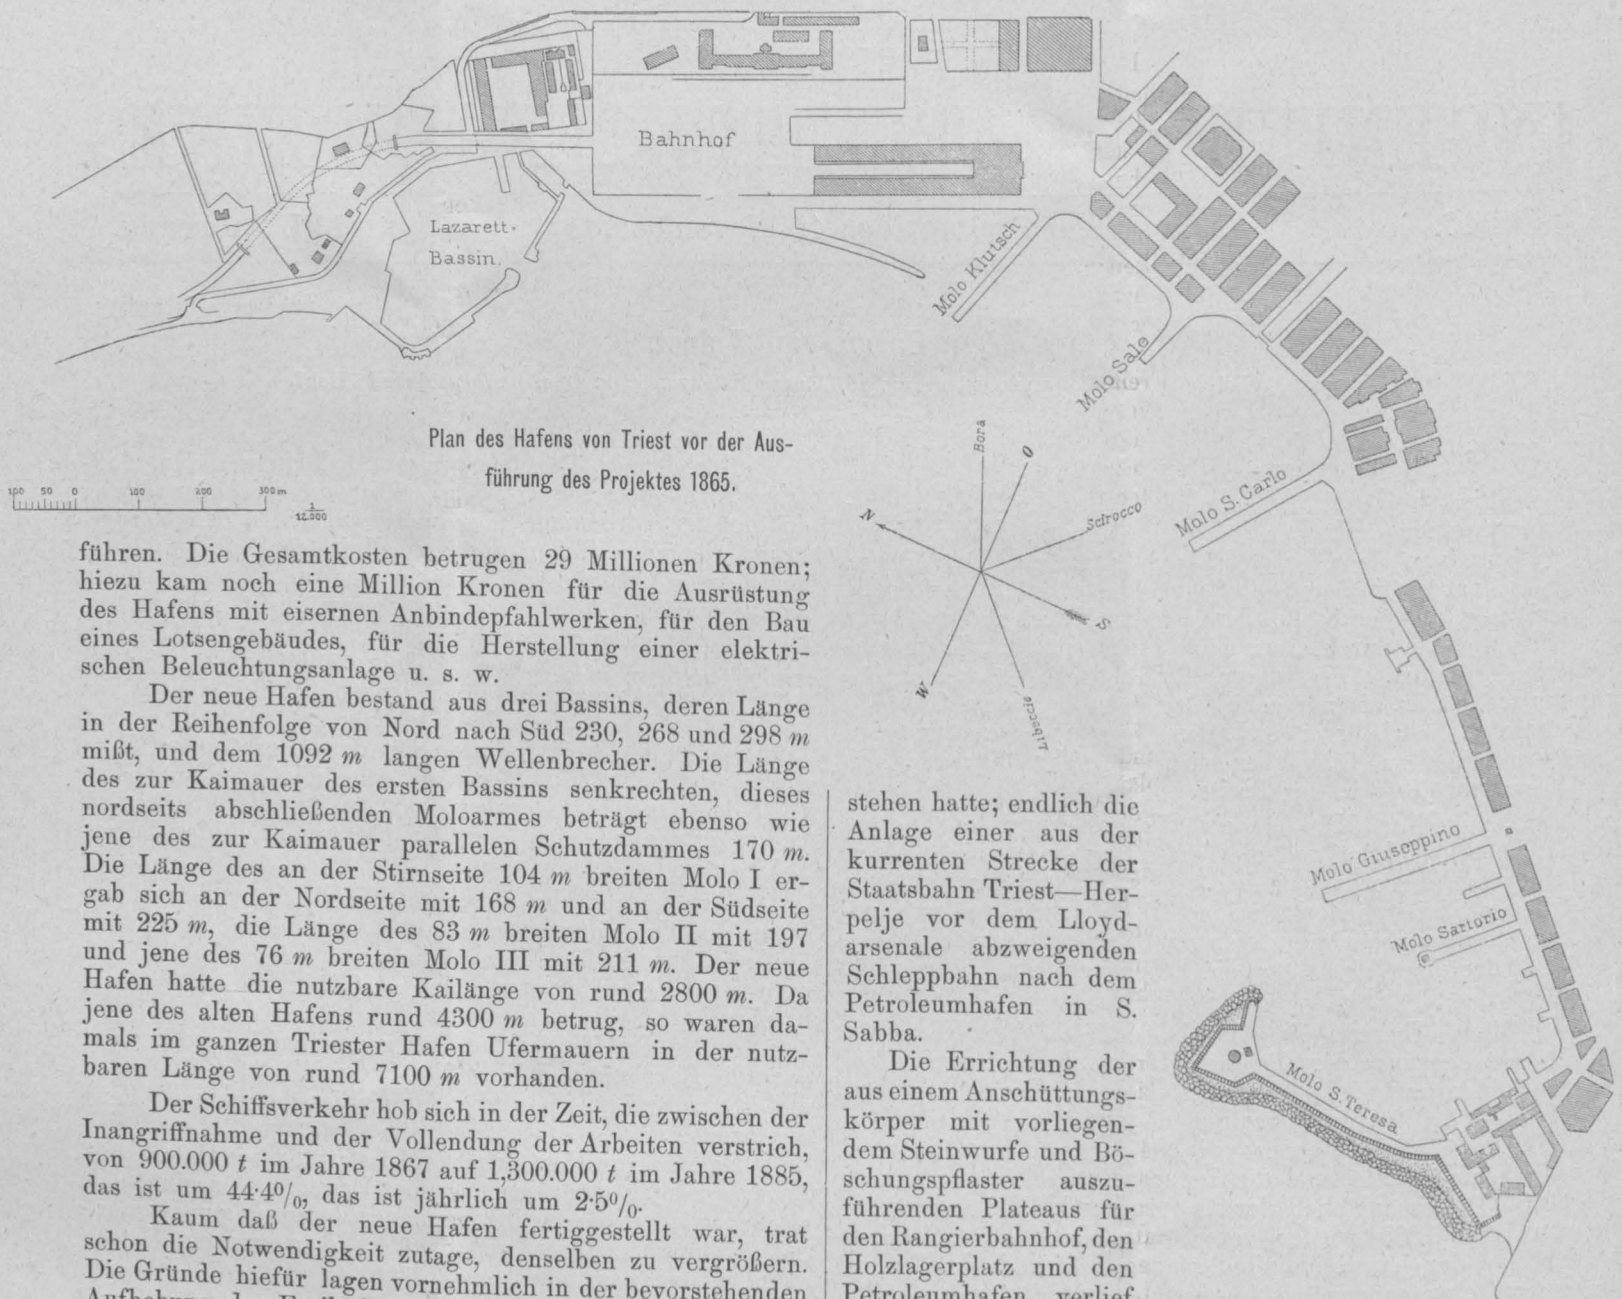 Bahnhof
Lazarett-
Bassin.
Molo Klutsch
Molo Sale
Molo S. Carlo
Molo Giuseppino
Molo Sartorio
Molo S. Teresa
Plan des Hafens von Triest vor der Aus-
führung des Projektes 1865.
100 50 0 100 200 300 m
1/12.000
Bora
O
Scirocco
S
Libeccio
W
N
führen. Die Gesamtkosten betrugen 29 Millionen Kronen;
hiezu kam noch eine Million Kronen für die Ausrüstung
des Hafens mit eisernen Anbindepfahlwerken, für den Bau
eines Lotsengebäudes, für die Herstellung einer elektri-
schen Beleuchtungsanlage u. s. w.
Der neue Hafen bestand aus drei Bassins, deren Länge
in der Reihenfolge von Nord nach Süd 230, 268 und 298 m
mißt, und dem 1092 m langen Wellenbrecher. Die Länge
des zur Kaimauer des ersten Bassins senkrechten, dieses
nordseits abschließenden Moloarmes beträgt ebenso wie
jene des zur Kaimauer parallelen Schutzdammes 170 m.
Die Länge des an der Stirnseite 104 m breiten Molo I er-
gab sich an der Nordseite mit 168 m und an der Südseite
mit 225 m, die Länge des 83 m breiten Molo II mit 197
und jene des 76 m breiten Molo III mit 211 m. Der neue
Hafen hatte die nutzbare Kailänge von rund 2800 m. Da
jene des alten Hafens rund 4300 m betrug, so waren da-
mals im ganzen Triester Hafen Ufermauern in der nutz-
baren Länge von rund 7100 m vorhanden.
Der Schiffsverkehr hob sich in der Zeit, die zwischen der
Inangriffnahme und der Vollendung der Arbeiten verstrich,
von 900.000 t im Jahre 1867 auf 1,300.000 t im Jahre 1885,
das ist um 44·4%, das ist jährlich um 2·5%.
Kaum daß der neue Hafen fertiggestellt war, trat
schon die Notwendigkeit zutage, denselben zu vergrößern.
Die Gründe hiefür lagen vornehmlich in der bevorstehenden
stehen hatte; endlich die
Anlage einer aus der
kurrenten Strecke der
Staatsbahn Triest—Her-
pelje vor dem Lloyd-
arsenale abzweigenden
Schleppbahn nach dem
Petroleumhafen in S.
Sabba.
Die Errichtung der
aus einem Anschüttungs-
körper mit vorliegen-
dem Steinwurfe und Bö-
schungspflaster auszu-
führenden Plateaus für
den Rangierbahnhof, den
Holzlagerplatz und den
Petroleumhafen verlief